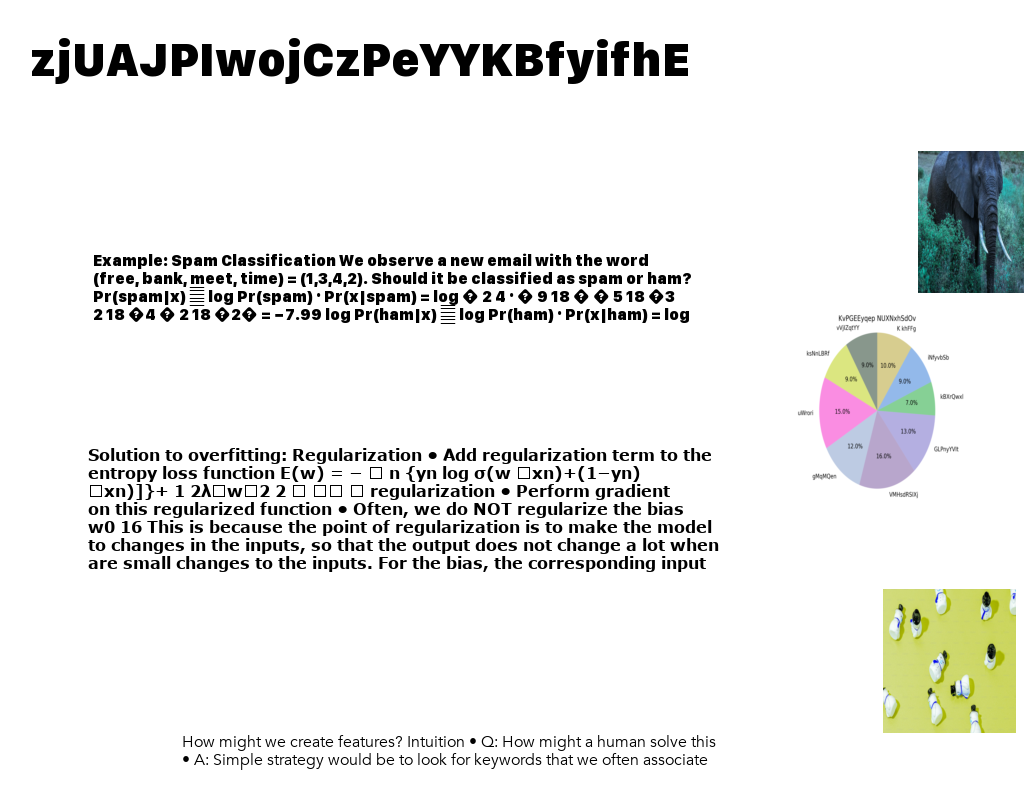 zjUAJPIwojCzPeYYKBfyifhE
Example: Spam Classification We observe a new email with the word
(free, bank, meet, time) = (1,3,4,2). Should it be classified as spam or ham?
Pr(spam|x) ▒ log Pr(spam) · Pr(x|spam) = log � 2 4 · � 9 18 � � 5 18 �3
2 18 �4 � 2 18 �2� = −7.99 log Pr(ham|x) ▒ log Pr(ham) · Pr(x|ham) = log
KvPGEEyqep NUXNxhSdOv
vVjlZqtYY
K khFFg
ksNnLBRf
iNfyvbSb
9.0%
10.0%
9.0%
9.0%
kBXrQwxl
7.0%
uWrori
15.0%
13.0%
12.0%
16.0%
GLPnyYVlt
gMqMQen
VMHsdRSlXj
Solution to overfitting: Regularization • Add regularization term to the
entropy loss function E(w) = − □ n {yn log σ(w □xn)+(1−yn)
□xn)]}+ 1 2λ□w□2 2 □ □□ □ regularization • Perform gradient
on this regularized function • Often, we do NOT regularize the bias
w0 16 This is because the point of regularization is to make the model
to changes in the inputs, so that the output does not change a lot when
are small changes to the inputs. For the bias, the corresponding input
How might we create features? Intuition • Q: How might a human solve this
• A: Simple strategy would be to look for keywords that we often associate